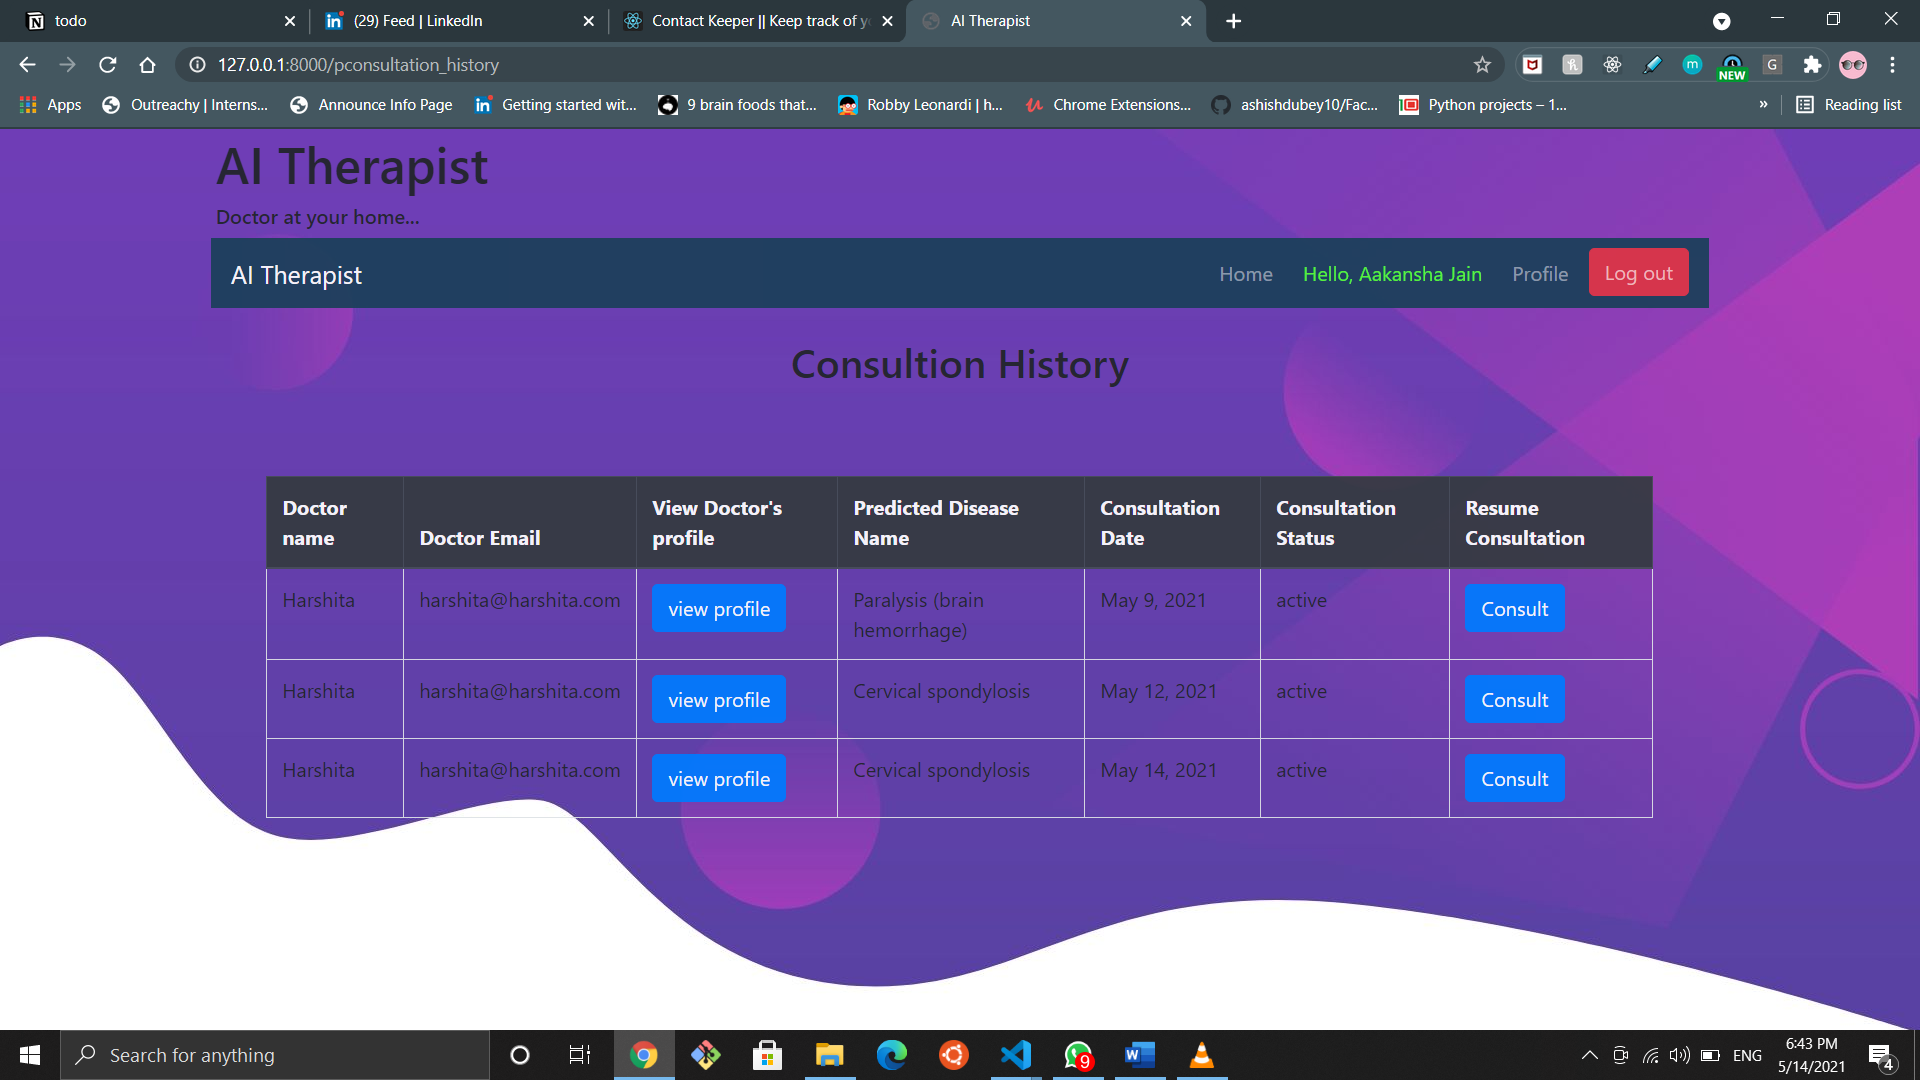 todo
(29) Feed | LinkedIn
Contact Keeper || Keep track of y
AI Therapist
127.0.0.1:8000/pconsultation_history
NEW
Apps
Outreachy | Interns...
Announce Info Page
Getting started wit...
9 brain foods that...
Robby Leonardi | h...
Chrome Extensions...
ashishdubey10/Fac...
Python projects – 1...
»
Reading list
AI Therapist
Doctor at your home...
AI Therapist
Home
Hello, Aakansha Jain
Profile
Log out
Consultion History
Doctor name
Doctor Email
View Doctor's profile
Predicted Disease Name
Consultation Date
Consultation Status
Resume Consultation
Harshita
harshita@harshita.com
view profile
Paralysis (brain hemorrhage)
May 9, 2021
active
Consult
Harshita
harshita@harshita.com
view profile
Cervical spondylosis
May 12, 2021
active
Consult
Harshita
harshita@harshita.com
view profile
Cervical spondylosis
May 14, 2021
active
Consult
Search for anything
9
ENG
6:43 PM
5/14/2021
4